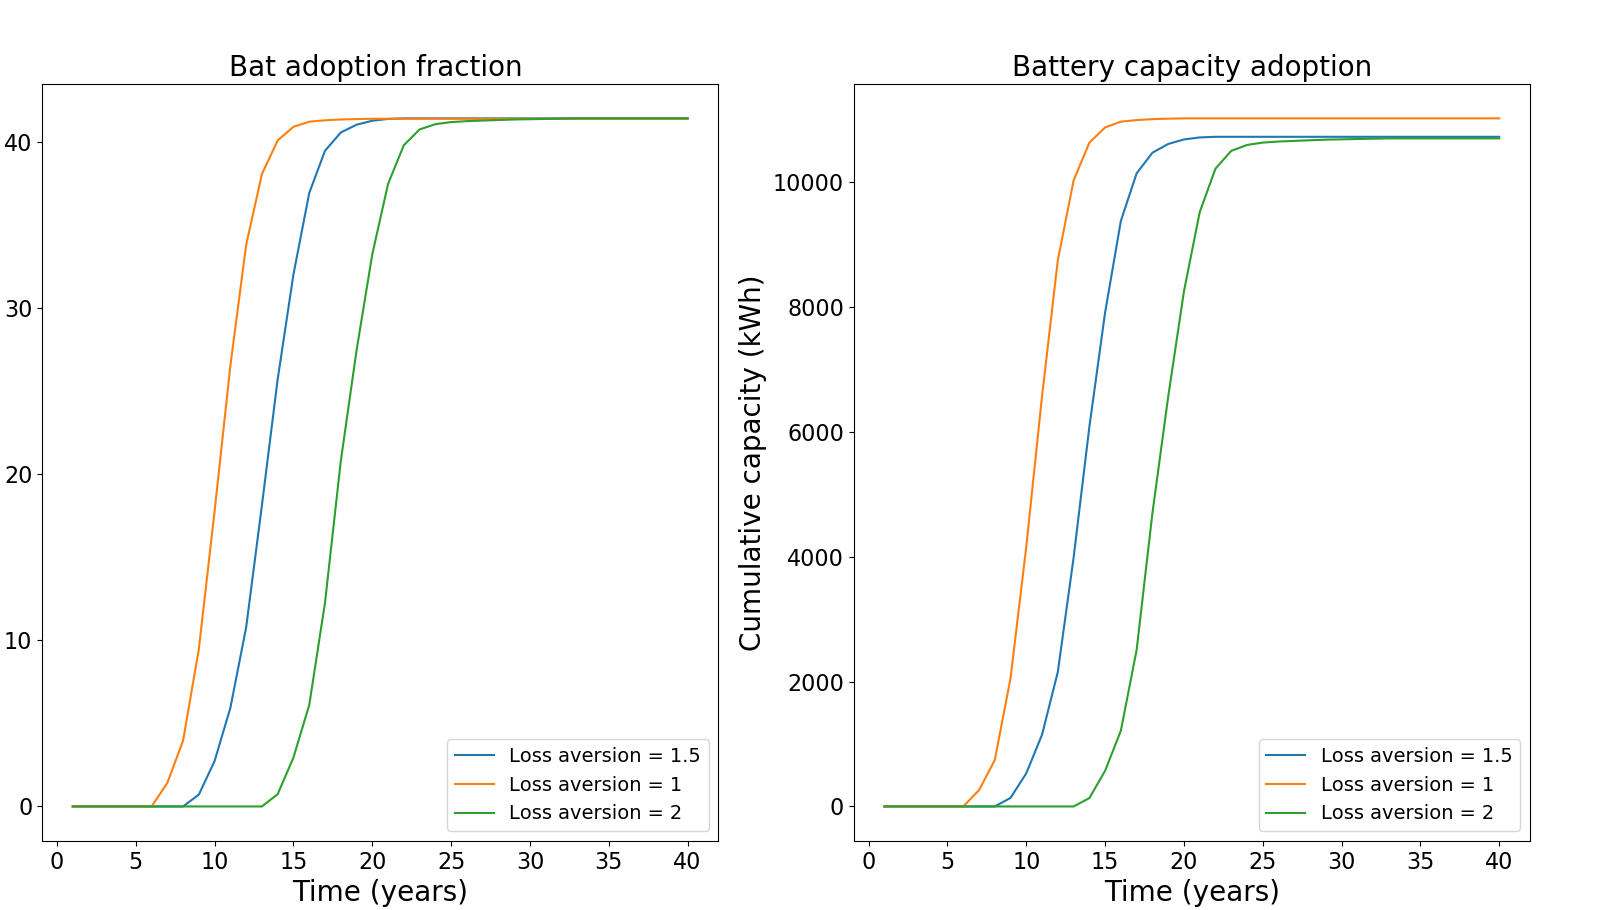 Bat adoption fraction
40
30
20
10
0
0 5 10 15 20 25 30 35 40
Time (years)
Loss aversion = 1.5
Loss aversion = 1
Loss aversion = 2
Battery capacity adoption
Cumulative capacity (kWh)
10000
8000
6000
4000
2000
0
0 5 10 15 20 25 30 35 40
Time (years)
Loss aversion = 1.5
Loss aversion = 1
Loss aversion = 2